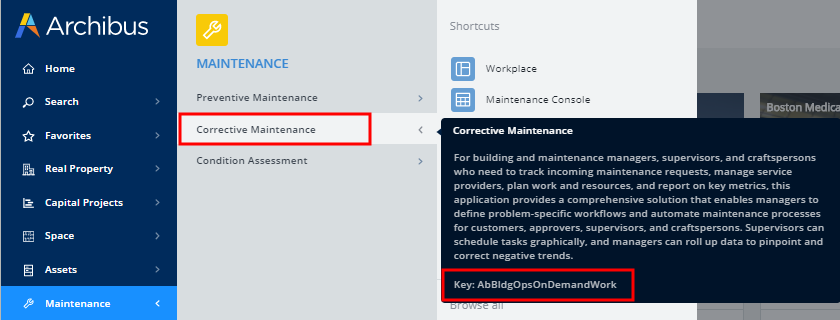 Archibus
Home
Search
Favorites
Real Property
Capital Projects
Space
Assets
Maintenance
MAINTENANCE
Preventive Maintenance
Corrective Maintenance
Condition Assessment
Shortcuts
Workplace
Maintenance Console
Boston Medica
Corrective Maintenance
For building and maintenance managers, supervisors, and craftspersons
who need to track incoming maintenance requests, manage service
providers, plan work and resources, and report on key metrics, this
application provides a comprehensive solution that enables managers to
define problem-specific workflows and automate maintenance processes
for customers, approvers, supervisors, and craftspersons. Supervisors can
schedule tasks graphically, and managers can roll up data to pinpoint and
correct negative trends.
Key: AbBldgOpsOnDemandWork
Browse all